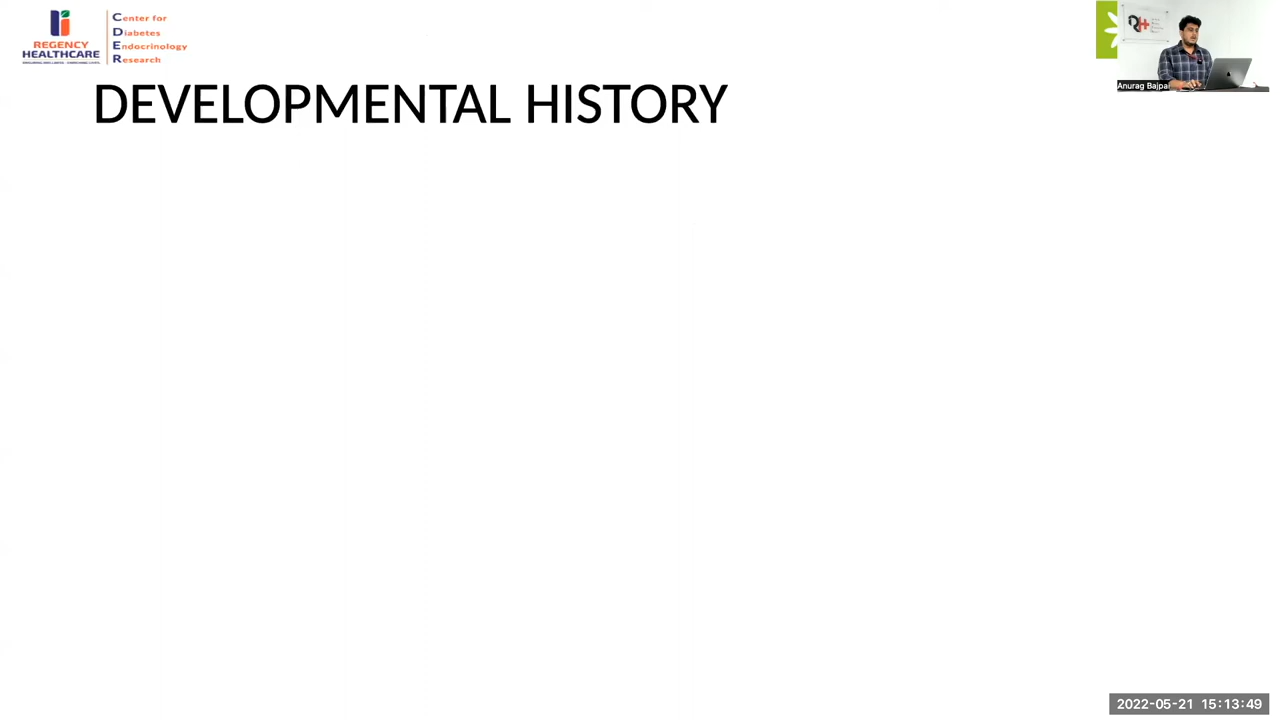 REGENCY
HEALTHCARE
Center for
Diabetes
Endocrinology
Research
Anurag Bajpai
DEVELOPMENTAL HISTORY
2022-05-21 15:13:49